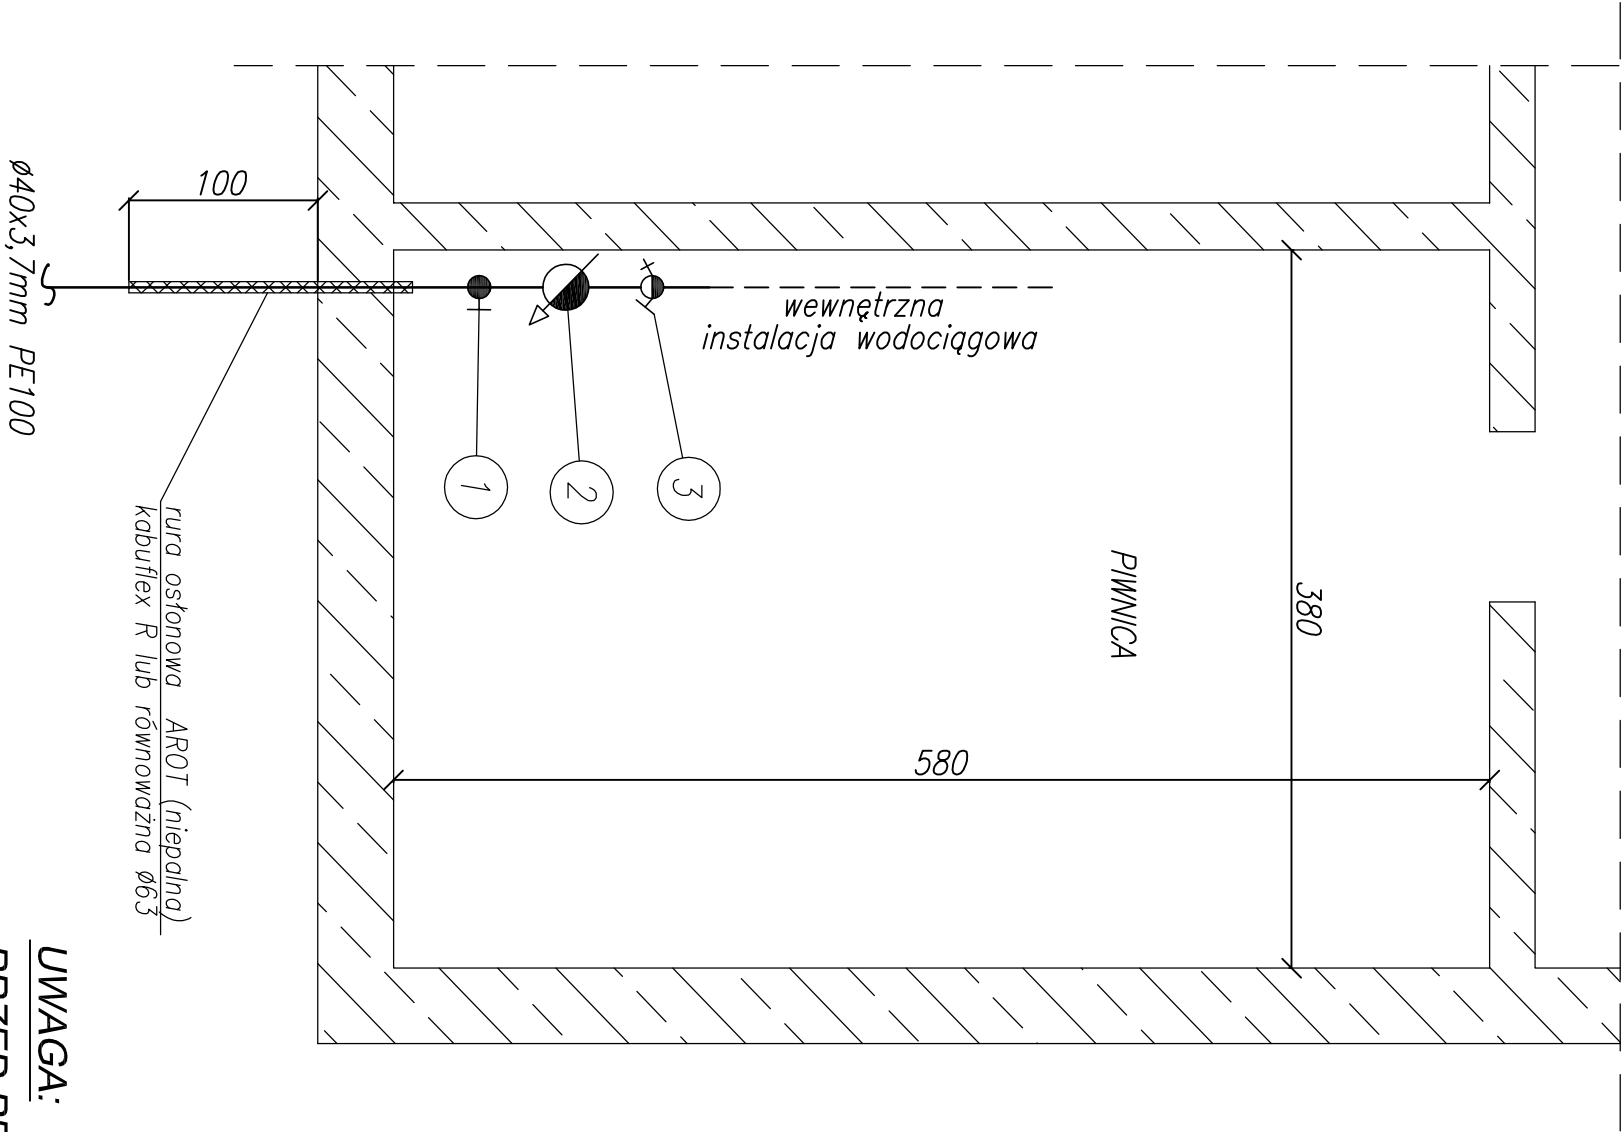 100
ø40x3,7mm PE100
wewnętrzna
instalacja wodociągowa
1
2
3
PIWNICA
380
580
rura osłonowa AROT (niepalna)
kabuflex R lub równoważna ø63
UWAGA: